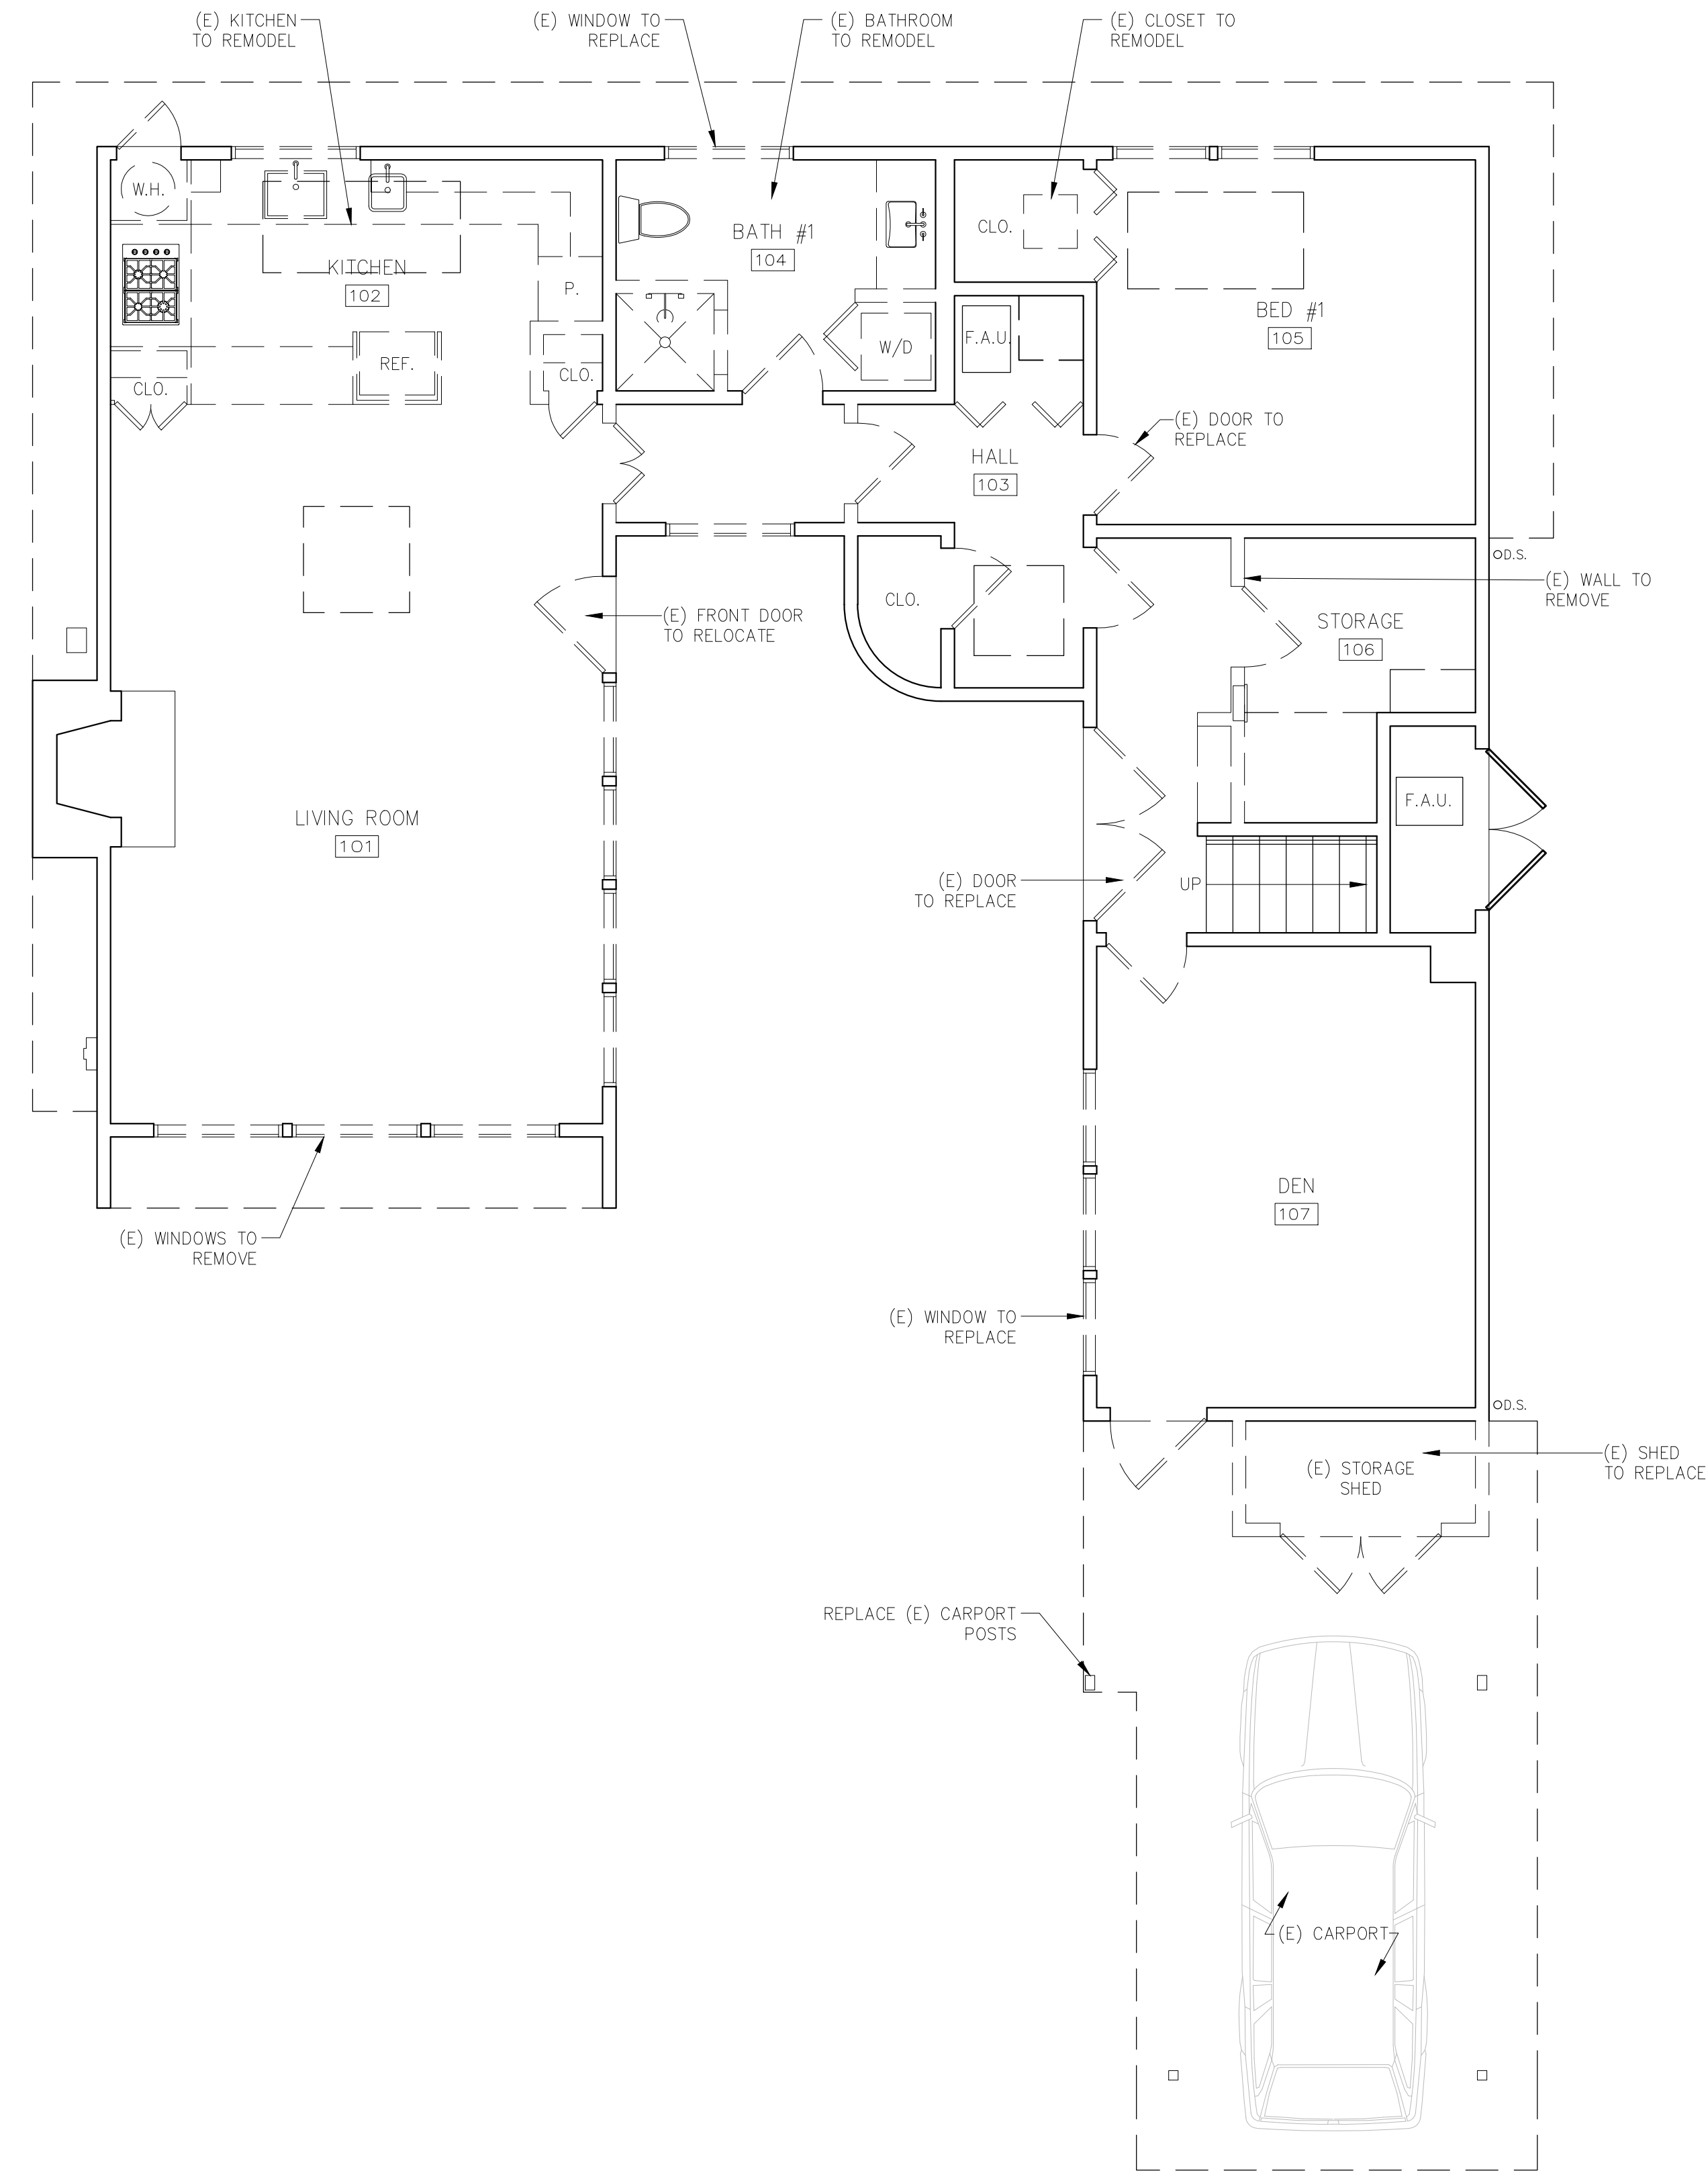 (E) KITCHEN
TO REMODEL
(E) WINDOW TO
REPLACE
(E) BATHROOM
TO REMODEL
(E) CLOSET TO
REMODEL
W.H.
KITCHEN
102
P.
REF.
CLO.
CLO.
BATH #1
104
W/D
CLO.
F.A.U.
BED #1
105
(E) DOOR TO
REPLACE
HALL
103
D.S.
(E) WALL TO
REMOVE
CLO.
(E) FRONT DOOR
TO RELOCATE
STORAGE
106
LIVING ROOM
101
F.A.U.
(E) DOOR
TO REPLACE
UP
DEN
107
(E) WINDOWS TO
REMOVE
(E) WINDOW TO
REPLACE
D.S.
(E) STORAGE
SHED
(E) SHED
TO REPLACE
REPLACE (E) CARPORT
POSTS
(E) CARPORT